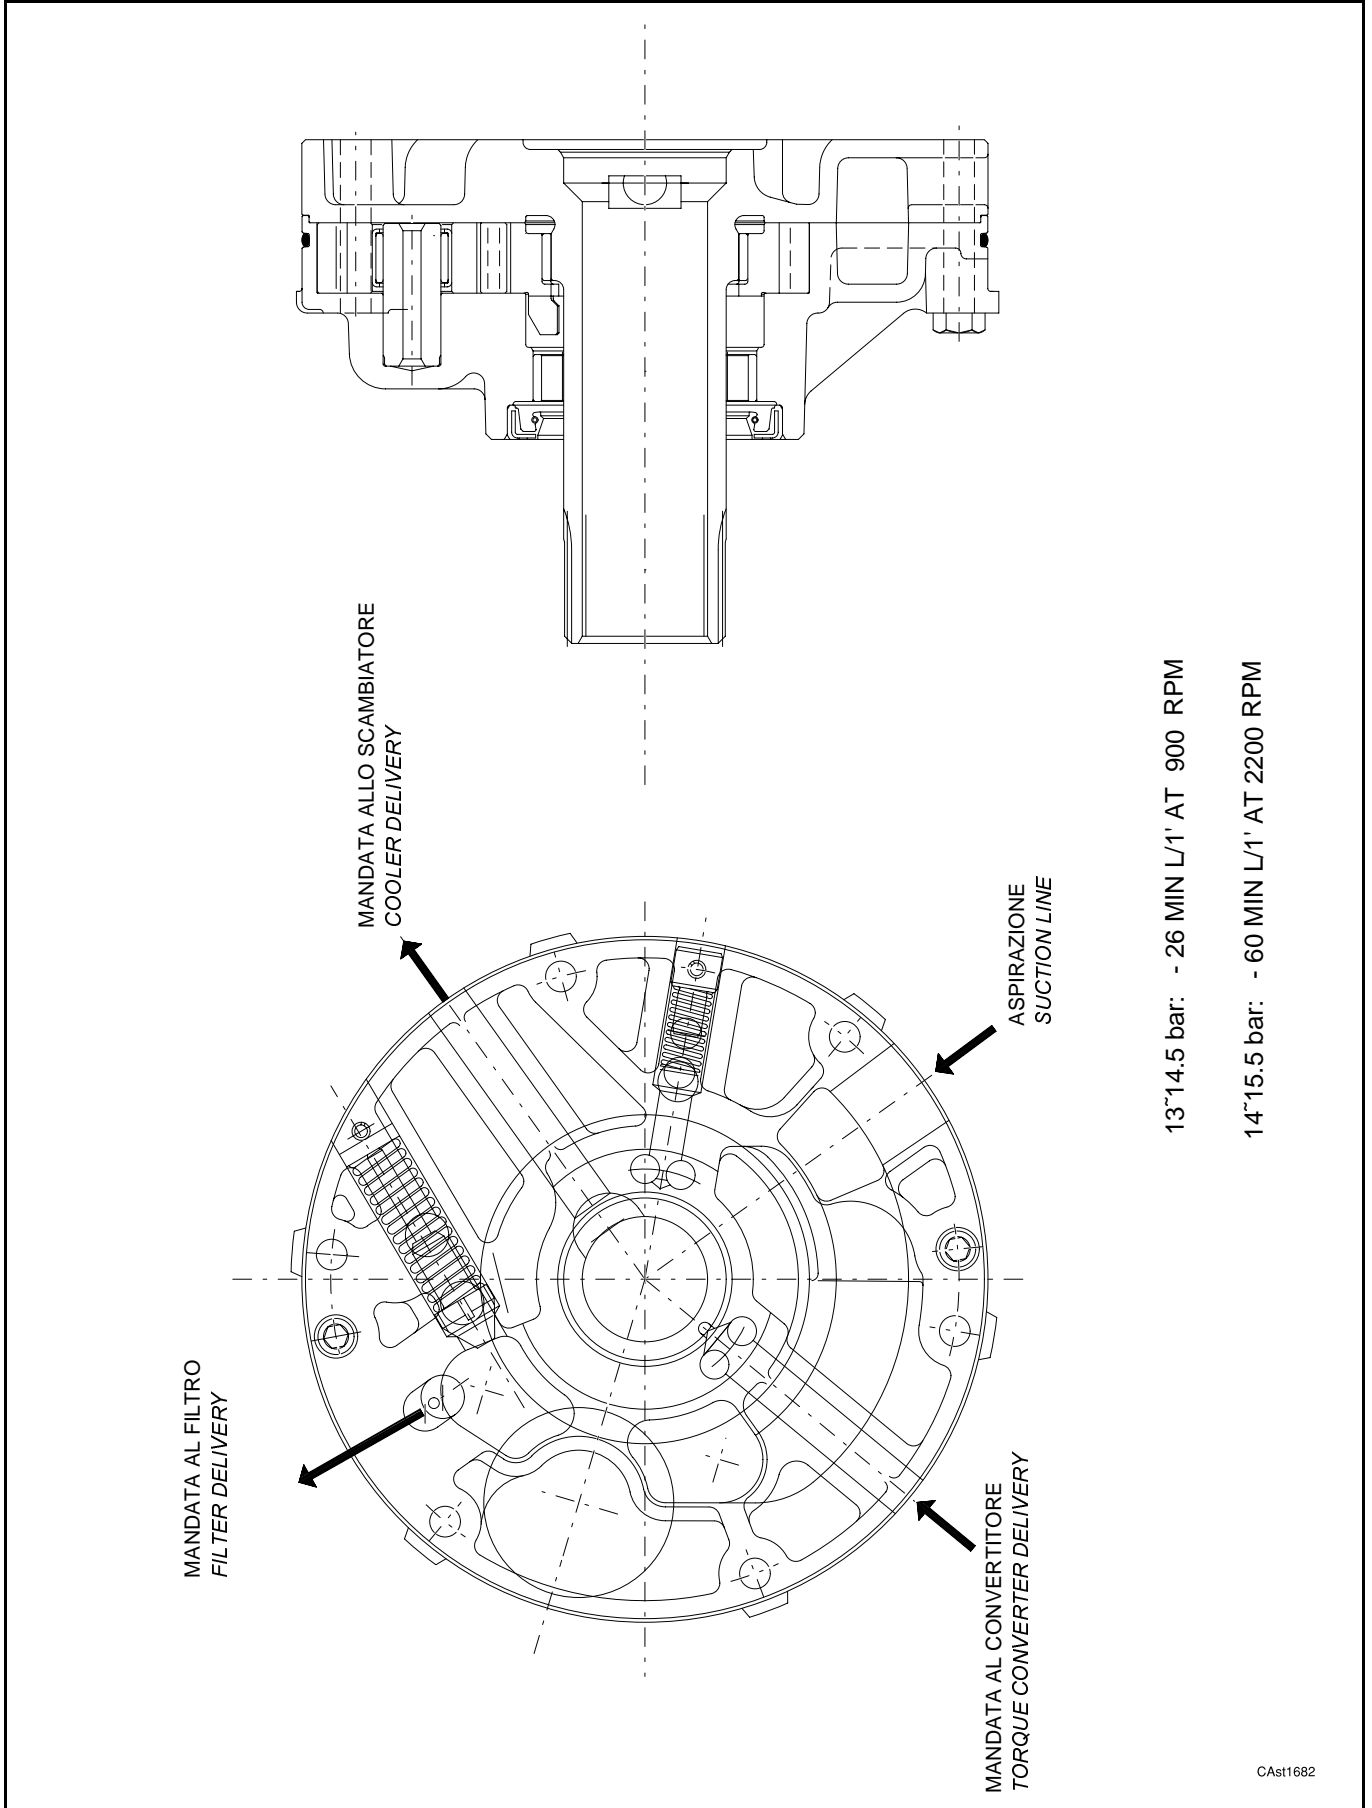 MANDATA ALLO SCAMBIATORE
COOLER DELIVERY
MANDATA AL FILTRO
FILTER DELIVERY
ASPIRAZIONE
SUCTION LINE
MANDATA AL CONVERTITORE
TORQUE CONVERTER DELIVERY
13~14.5 bar: - 26 MIN L/1' AT 900 RPM
14~15.5 bar: - 60 MIN L/1' AT 2200 RPM
CAst1682